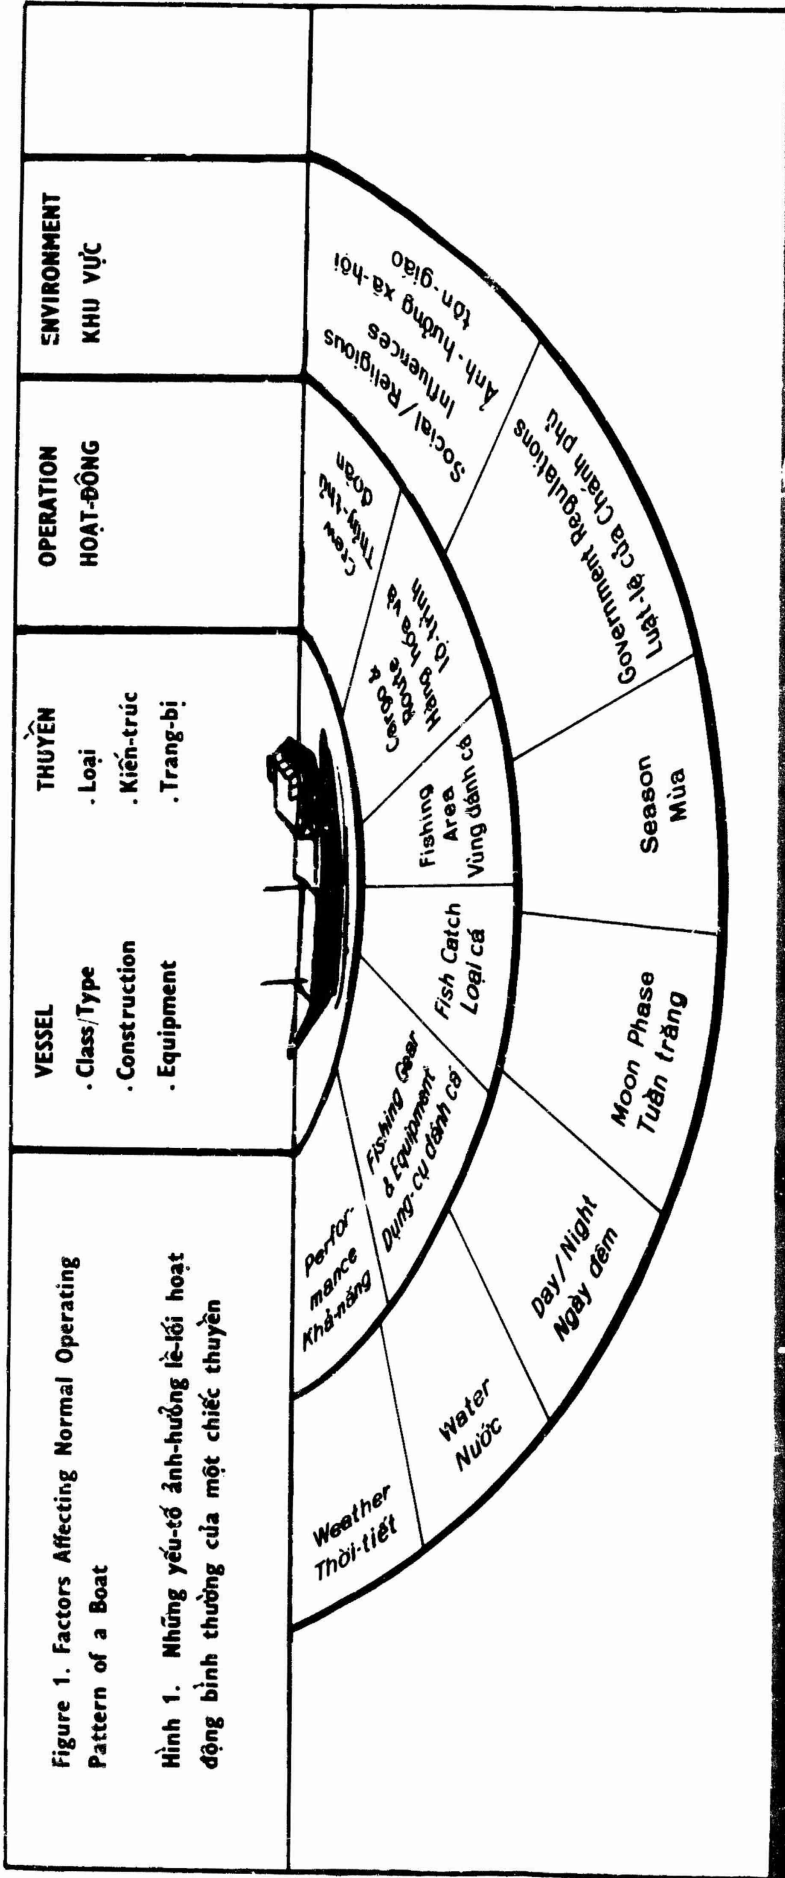 Figure 1. Factors Affecting Normal Operating
Pattern of a Boat
Hình 1. Những yếu-tố ảnh-hưởng lề-lối hoạt
động bình thường của một chiếc thuyền
VESSEL
. Class/Type
. Construction
. Equipment
THUYỀN
. Loại
. Kiến-trúc
. Trang-bị
OPERATION
HOẠT-ĐÔNG
ENVIRONMENT
KHU VỰC
Perfor-
mance
Khả-năng
Fishing Gear
& Equipment
Dụng-cụ đánh cá
Fish Catch
Loại cá
Fishing
Area
Vùng đánh cá
Cargo &
Route
Hàng hóa và
lộ-trình
Crew
Thủy-thủ
đoàn
Weather
Thời-tiết
Water
Nước
Day/Night
Ngày đêm
Moon Phase
Tuần trăng
Season
Mùa
Government Regulations
Luật-lệ của Chánh phủ
Social/Religious
Influences
Ảnh-hưởng xã-hội
tôn-giáo